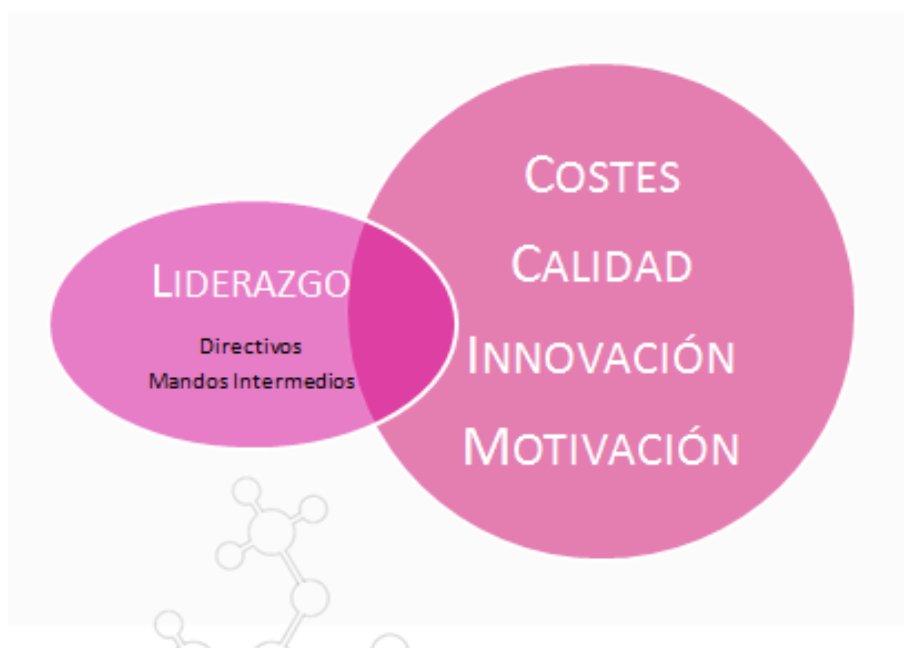 COSTES
CALIDAD
LIDERAZGO
Directivos
Mandos Intermedios
INNOVACIÓN
MOTIVACIÓN